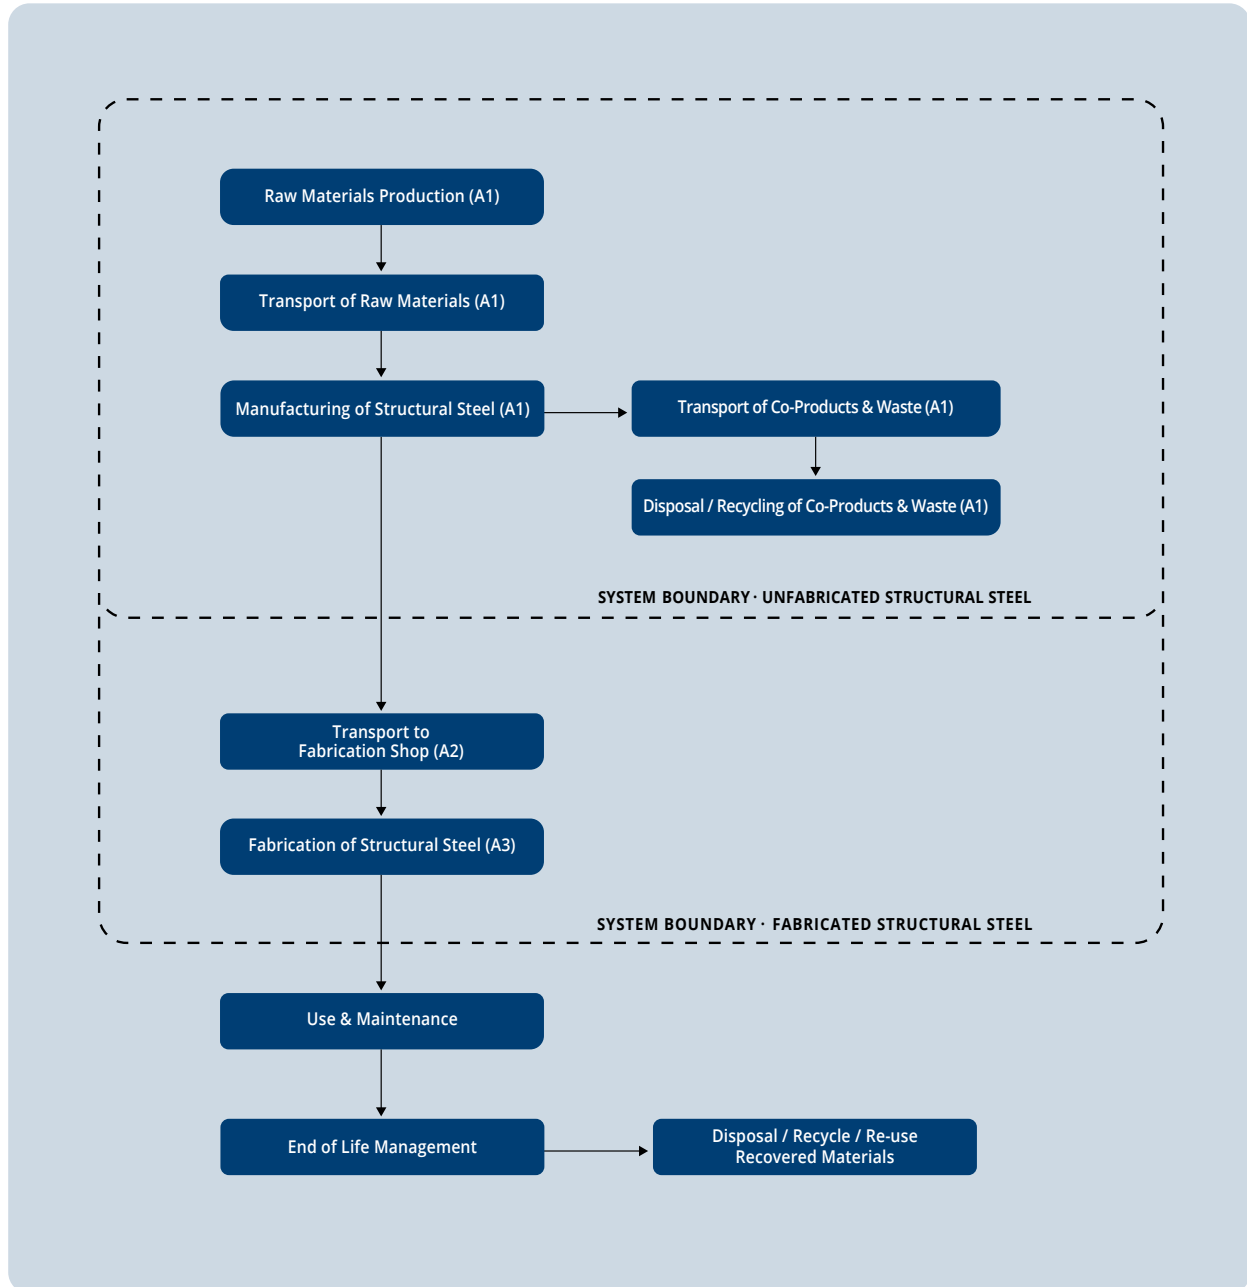 Raw Materials Production (A1)
Transport of Raw Materials (A1)
Manufacturing of Structural Steel (A1)
Transport of Co-Products & Waste (A1)
Disposal / Recycling of Co-Products & Waste (A1)
SYSTEM BOUNDARY · UNFABRICATED STRUCTURAL STEEL
Transport to
Fabrication Shop (A2)
Fabrication of Structural Steel (A3)
SYSTEM BOUNDARY · FABRICATED STRUCTURAL STEEL
Use & Maintenance
End of Life Management
Disposal / Recycle / Re-use
Recovered Materials